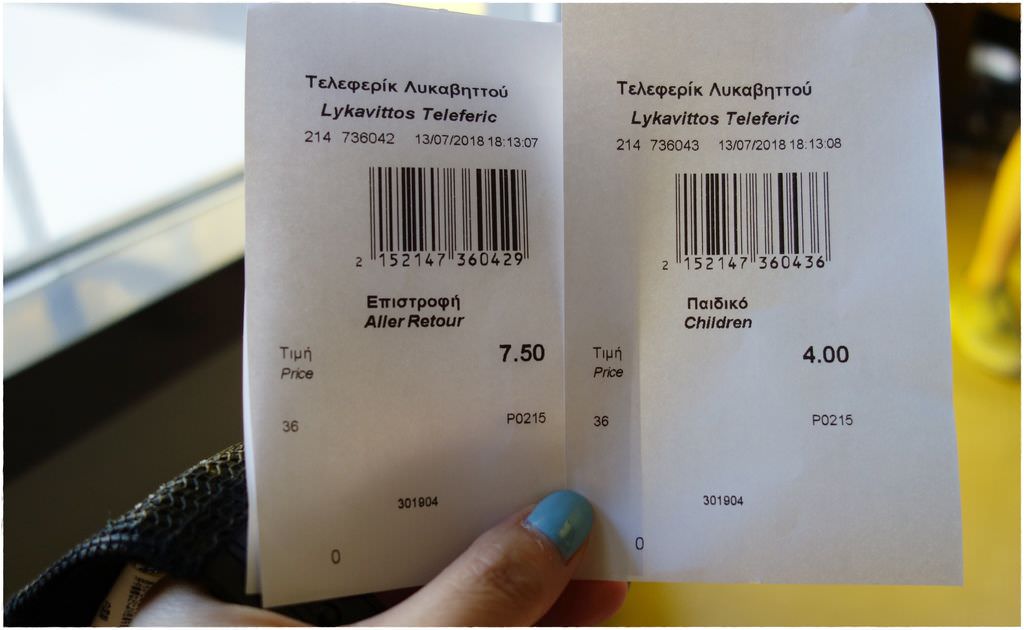 Τελεφερίκ Λυκαβηττού
Lykavittos Teleferic
214 736042 13/07/2018 18:13:07
2 152147 360429
Επιστροφή
Aller Retour
Τιμή 7.50
Price
36 P0215
301904
0
Τελεφερίκ Λυκαβηττού
Lykavittos Teleferic
214 736043 13/07/2018 18:13:08
2 152147 360436
Παιδικό
Children
Τιμή 4.00
Price
36 P0215
301904
0